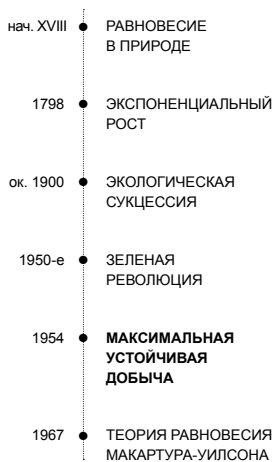 нач. XVIII РАВНОВЕСИЕ
В ПРИРОДЕ
1798 ЭКСПОНЕНЦИАЛЬНЫЙ
РОСТ
ок. 1900 ЭКОЛОГИЧЕСКАЯ
СУКЦЕССИЯ
1950-е ЗЕЛЕНАЯ
РЕВОЛЮЦИЯ
1954 МАКСИМАЛЬНАЯ
УСТОЙЧИВАЯ
ДОБЫЧА
1967 ТЕОРИЯ РАВНОВЕСИЯ
МАКАРТУРА-УИЛСОНА